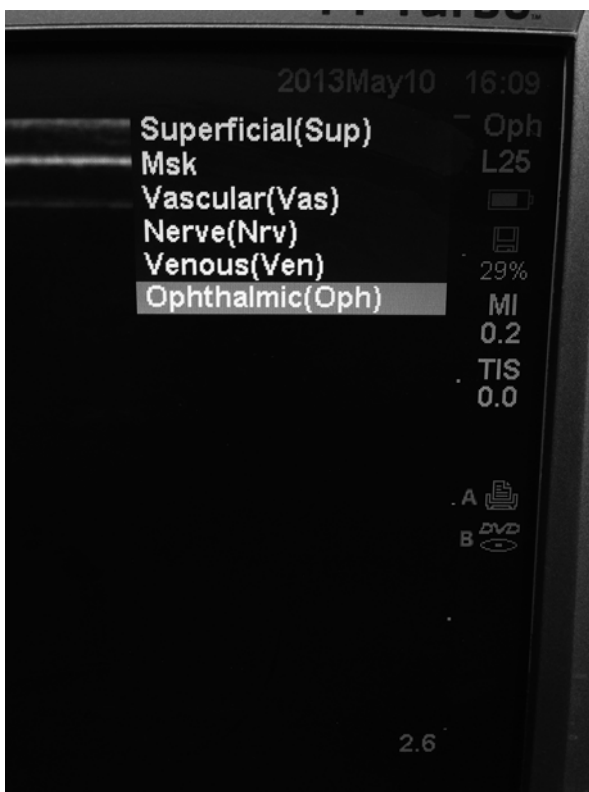 2013May10 16:09
Superficial(Sup)
Msk
Vascular(Vas)
Nerve(Nrv)
Venous(Ven)
Ophthalmic(Oph)
Oph
L25
29%
MI
0.2
TIS
0.0
A
B DVD
2.6